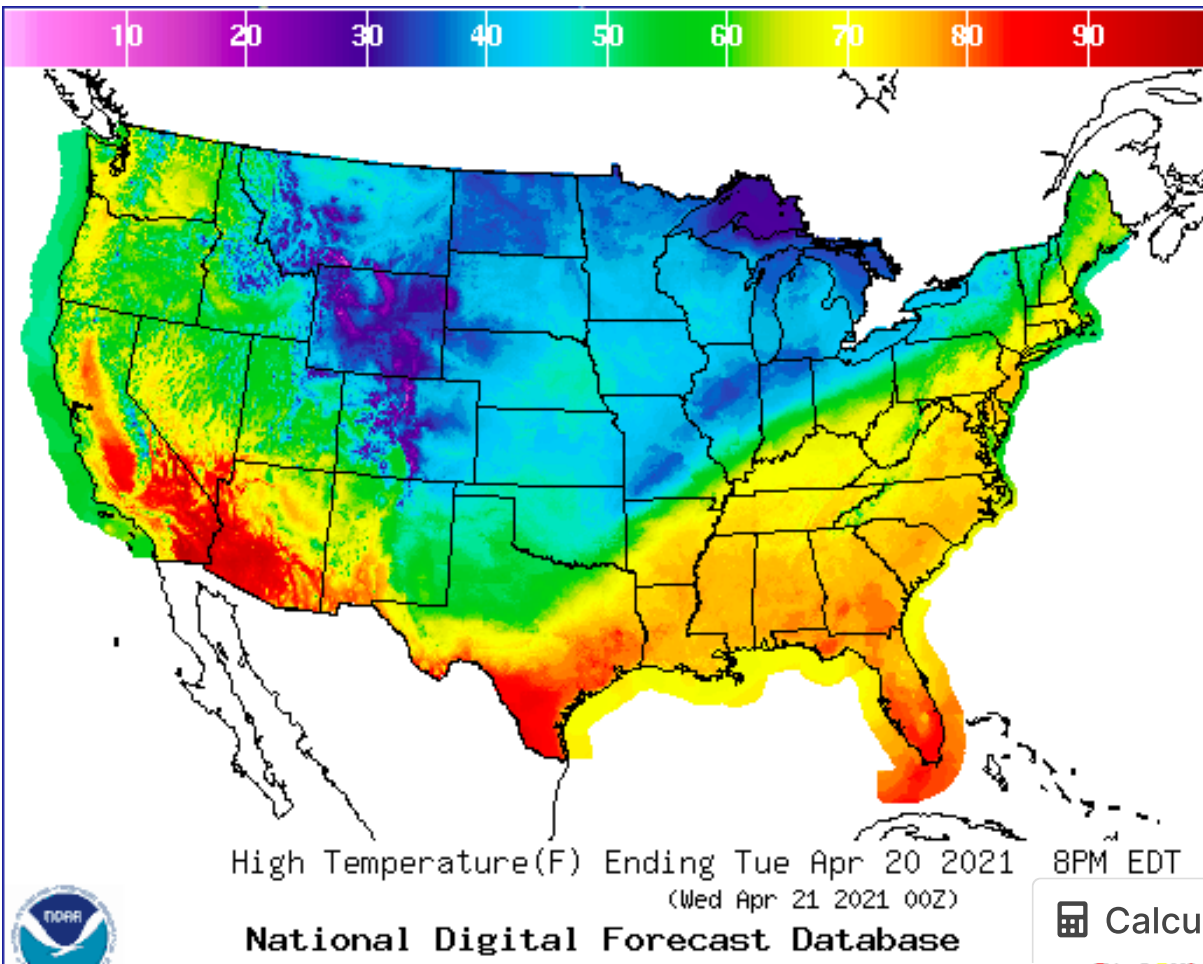 10 20 30 40 50 60 70 80 90
High Temperature(F) Ending Tue Apr 20 2021 8PM EDT
(Wed Apr 21 2021 00Z)
NOAA
National Digital Forecast Database
Calcu